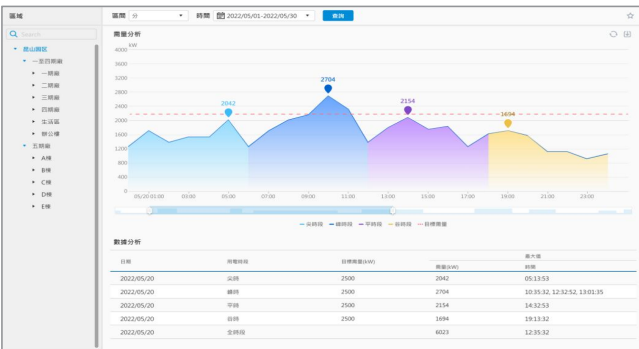 區域
Search
昆山園區
一至四期廠
一期廠
二期廠
三期廠
四期廠
生活區
辦公樓
五期廠
A棟
B棟
C棟
D棟
E棟
區間 分 時間 2022/05/01-2022/05/30 查詢
需量分析
kW
4000
3600
3200
2800
2400
2000
1600
1200
800
400
0
2042
2704
2154
1694
05/20 01:00 03:00 05:00 07:00 09:00 11:00 13:00 15:00 17:00 19:00 21:00 23:00
尖時段 峰時段 平時段 谷時段 目標需量
數據分析
日期 用電時段 目標需量(kW) 最大值
需量(kW) 時間
2022/05/20 尖時 2500 2042 05:13:53
2022/05/20 峰時 2500 2704 10:35:32, 12:32:52, 13:01:35
2022/05/20 平時 2500 2154 14:32:53
2022/05/20 谷時 2500 1694 19:13:32
2022/05/20 全時段 6023 12:35:32